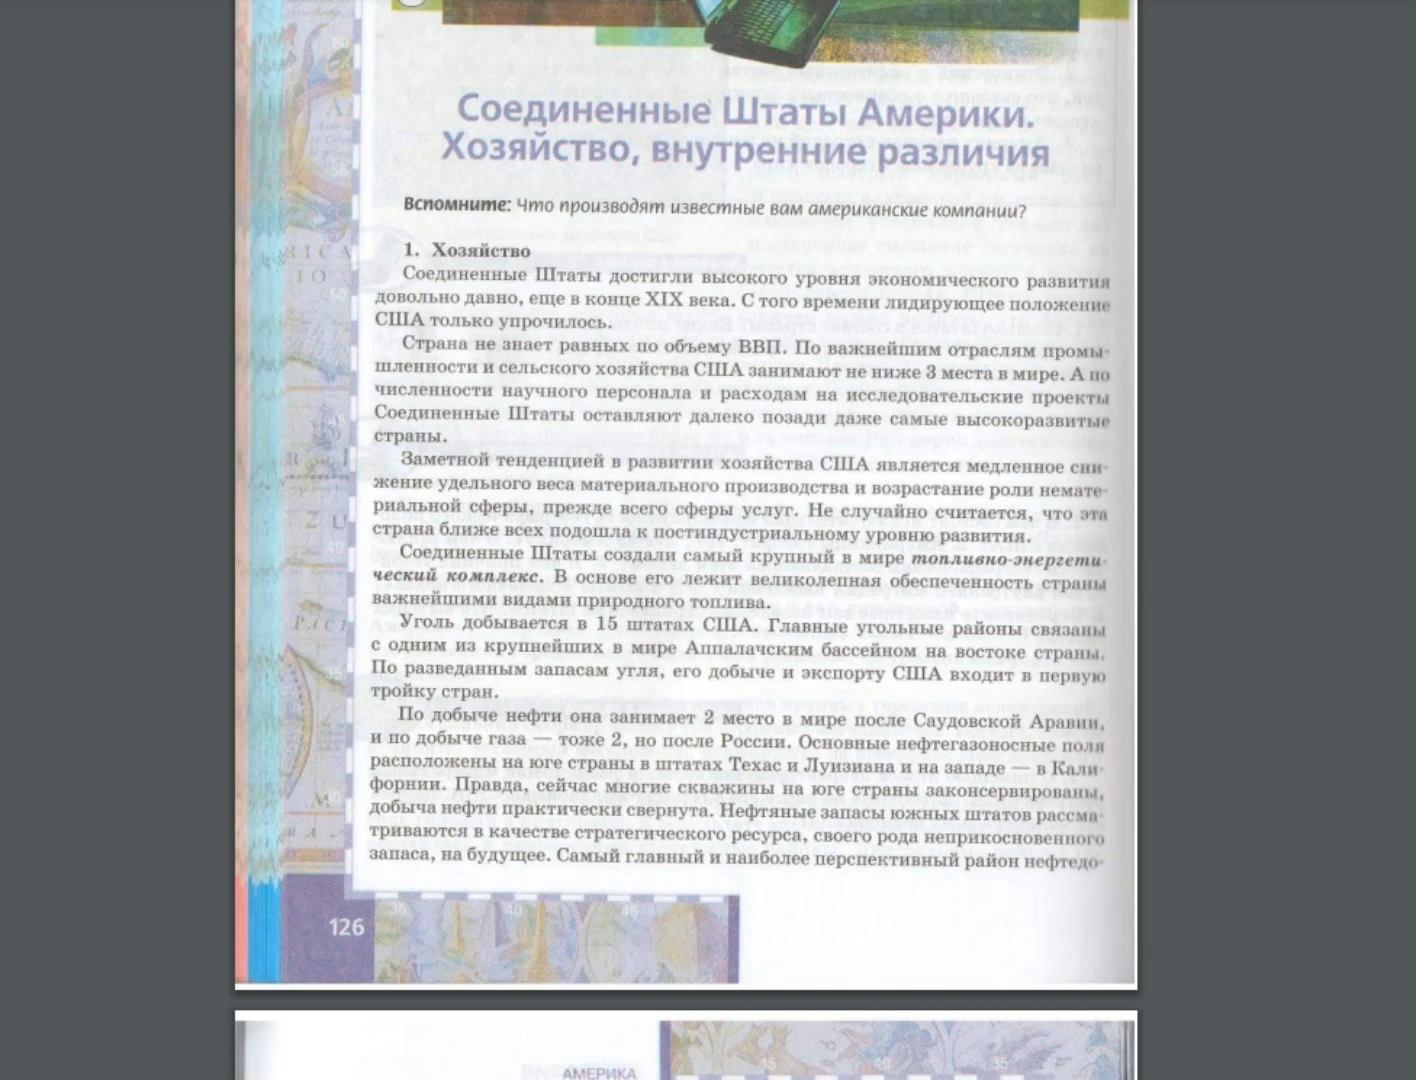 Соединенные Штаты Америки.
Хозяйство, внутренние различия
Вспомните: Что производят известные вам американские компании?
1. Хозяйство
Соединенные Штаты достигли высокого уровня экономического развития
довольно давно, еще в конце XIX века. С того времени лидирующее положение
США только упрочилось.
Страна не знает равных по объему ВВП. По важнейшим отраслям промы-
шленности и сельского хозяйства США занимают не ниже 3 места в мире. А по
численности научного персонала и расходам на исследовательские проекты
Соединенные Штаты оставляют далеко позади даже самые высокоразвитые
страны.
Заметной тенденцией в развитии хозяйства США является медленное сни-
жение удельного веса материального производства и возрастание роли немате-
риальной сферы, прежде всего сферы услуг. Не случайно считается, что эта
страна ближе всех подошла к постиндустриальному уровню развития.
Соединенные Штаты создали самый крупный в мире топливно-энергети-
ческий комплекс. В основе его лежит великолепная обеспеченность страны
важнейшими видами природного топлива.
Уголь добывается в 15 штатах США. Главные угольные районы связаны
с одним из крупнейших в мире Аппалачским бассейном на востоке страны.
По разведанным запасам угля, его добыче и экспорту США входит в первую
тройку стран.
По добыче нефти она занимает 2 место в мире после Саудовской Аравии,
и по добыче газа — тоже 2, но после России. Основные нефтегазоносные поля
расположены на юге страны в штатах Техас и Луизиана и на западе — в Кали-
форнии. Правда, сейчас многие скважины на юге страны законсервированы,
добыча нефти практически свернута. Нефтяные запасы южных штатов рассма-
триваются в качестве стратегического ресурса, своего рода неприкосновенного
запаса, на будущее. Самый главный и наиболее перспективный район нефтедо-
35 40 45
126
45 40 35
АМЕРИКА